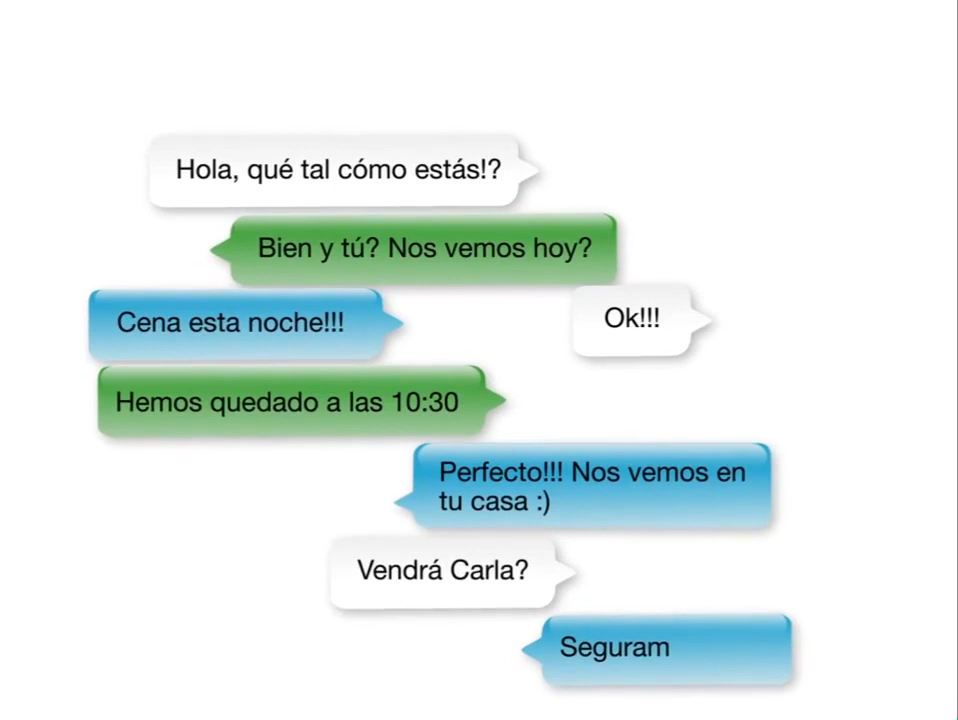 Hola, qué tal cómo estás!?
Bien y tú? Nos vemos hoy?
Cena esta noche!!!
Ok!!!
Hemos quedado a las 10:30
Perfecto!!! Nos vemos en
tu casa :)
Vendrá Carla?
Seguram